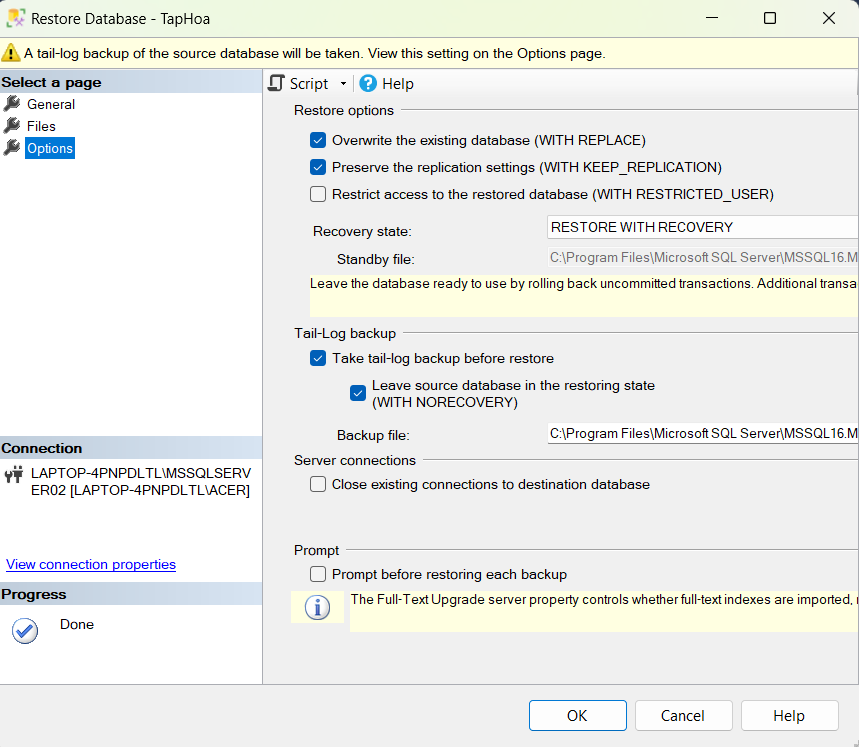 Restore Database - TapHoa
A tail-log backup of the source database will be taken. View this setting on the Options page.
Select a page
General
Files
Options
Script
Help
Restore options
Overwrite the existing database (WITH REPLACE)
Preserve the replication settings (WITH KEEP_REPLICATION)
Restrict access to the restored database (WITH RESTRICTED_USER)
Recovery state:
RESTORE WITH RECOVERY
Standby file:
C:\Program Files\Microsoft SQL Server\MSSQL16.M
Leave the database ready to use by rolling back uncommitted transactions. Additional transa
Tail-Log backup
Take tail-log backup before restore
Leave source database in the restoring state
(WITH NORECOVERY)
Backup file:
C:\Program Files\Microsoft SQL Server\MSSQL16.M
Server connections
Close existing connections to destination database
Prompt
Prompt before restoring each backup
The Full-Text Upgrade server property controls whether full-text indexes are imported,
Connection
LAPTOP-4PNPDLTL\MSSQLSERV
ER02 [LAPTOP-4PNPDLTL\ACER]
View connection properties
Progress
Done
OK
Cancel
Help